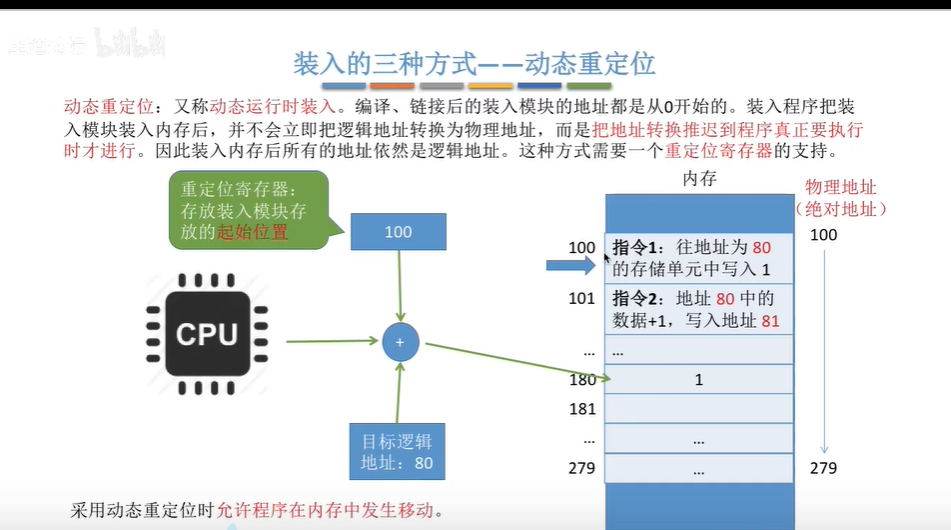 bilibili
装入的三种方式——动态重定位
动态重定位：又称动态运行时装入。编译、链接后的装入模块的地址都是从0开始的。装入程序把装
入模块装入内存后，并不会立即把逻辑地址转换为物理地址，而是把地址转换推迟到程序真正要执行
时才进行。因此装入内存后所有的地址依然是逻辑地址。这种方式需要一个重定位寄存器的支持。
重定位寄存器：
存放装入模块存
放的起始位置
100
CPU
+
目标逻辑
地址：80
内存
物理地址
（绝对地址）
100
指令1：往地址为 80
的存储单元中写入 1
100
101
指令2：地址 80 中的
数据+1，写入地址 81
...
...
180
1
181
...
...
279
...
279
采用动态重定位时允许程序在内存中发生移动。